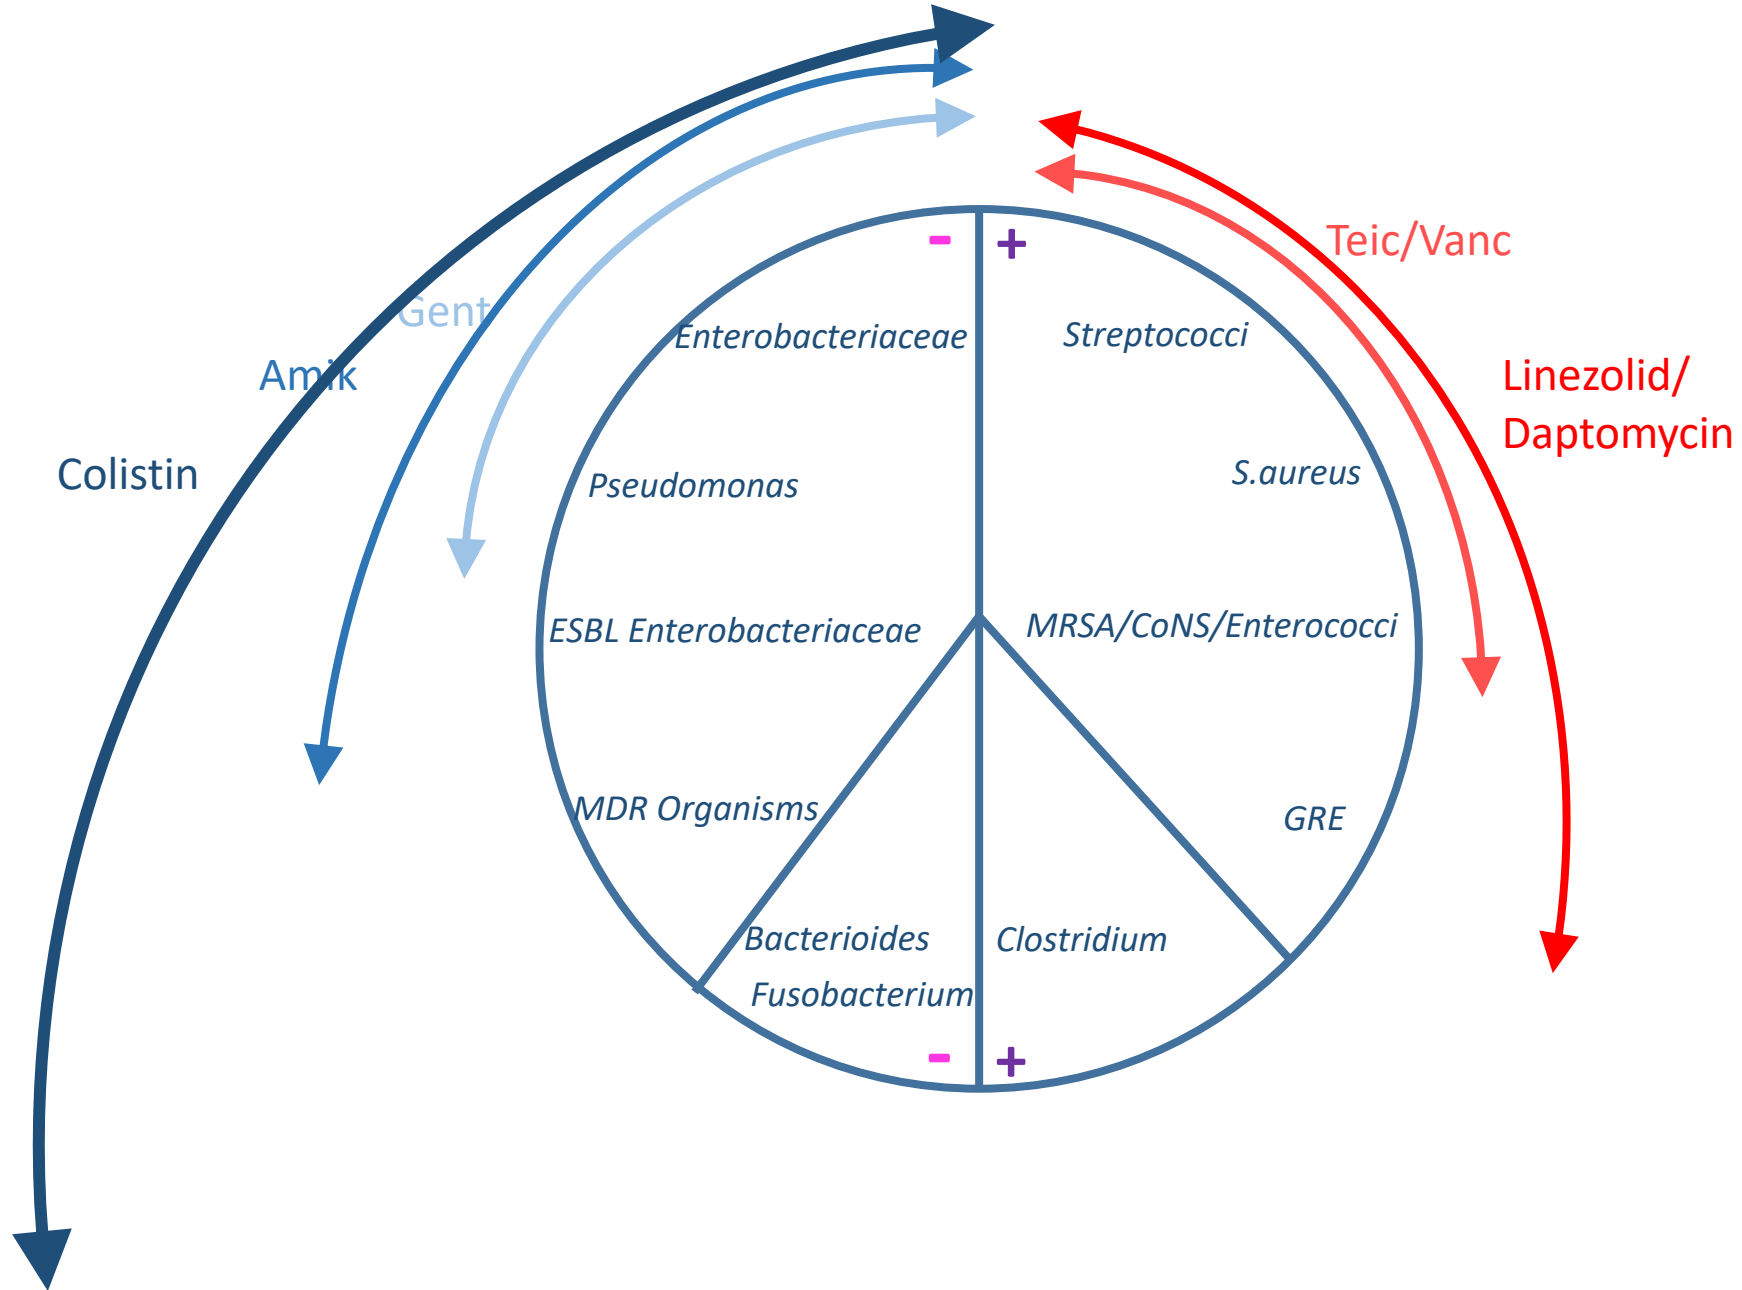 Teic/Vanc
Gent
Amik
Linezolid/
Daptomycin
Colistin
- +
Enterobacteriaceae
Streptococci
Pseudomonas
S.aureus
ESBL Enterobacteriaceae
MRSA/CoNS/Enterococci
MDR Organisms
GRE
Bacterioides
Fusobacterium
Clostridium
- +